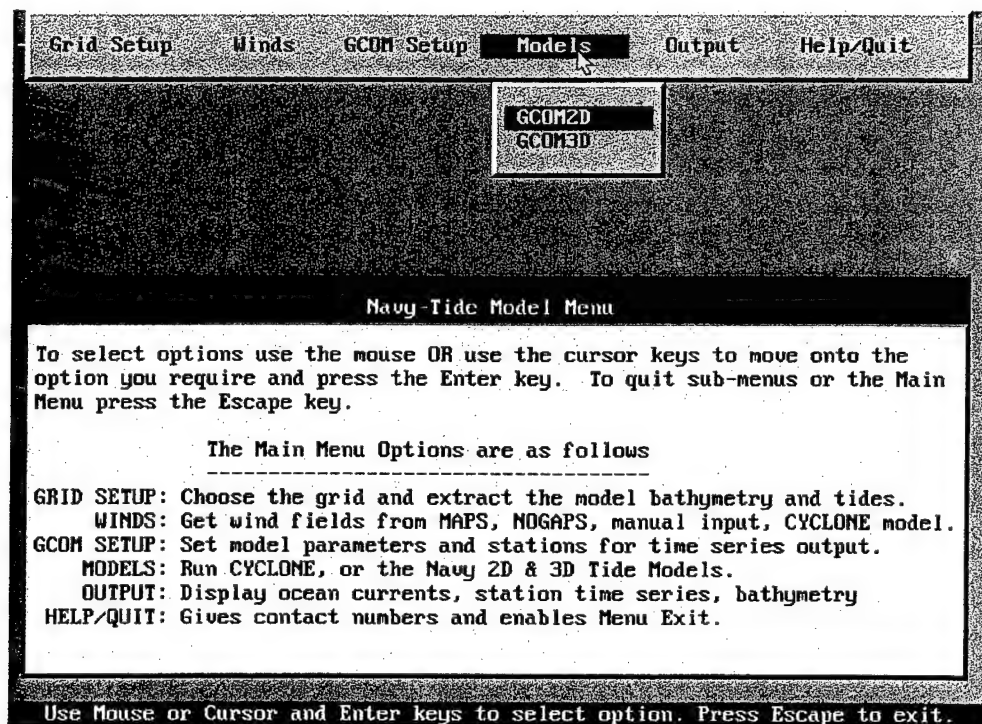 Grid Setup Winds GCOM Setup Models Output Help/Quit
GCOM2D
GCOM3D
Navy-Tide Model Menu
To select options use the mouse OR use the cursor keys to move onto the
option you require and press the Enter key. To quit sub-menus or the Main
Menu press the Escape key.
The Main Menu Options are as follows
----------------------------------------
GRID SETUP: Choose the grid and extract the model bathymetry and tides.
WINDS: Get wind fields from MAPS, NOGAPS, manual input, CYCLONE model.
GCOM SETUP: Set model parameters and stations for time series output.
MODELS: Run CYCLONE, or the Navy 2D & 3D Tide Models.
OUTPUT: Display ocean currents, station time series, bathymetry
HELP/QUIT: Gives contact numbers and enables Menu Exit.
Use Mouse or Cursor and Enter keys to select option. Press Escape to exit.